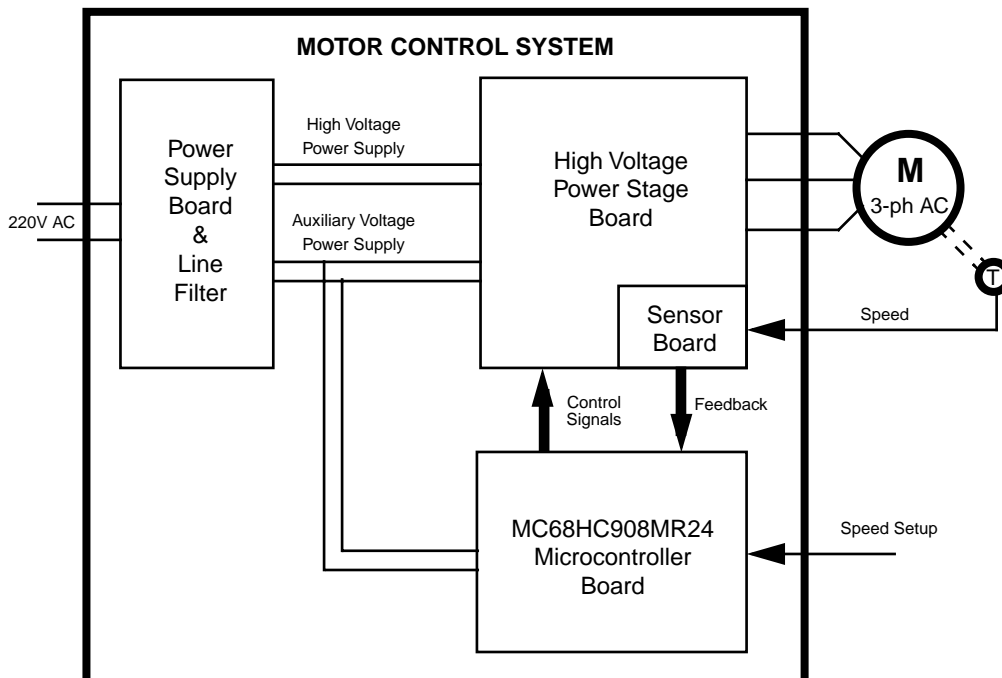 MOTOR CONTROL SYSTEM
Power
Supply
Board
&
Line
Filter
220V AC
High Voltage
Power Supply
Auxiliary Voltage
Power Supply
High Voltage
Power Stage
Board
Sensor
Board
M
3-ph AC
T
Speed
Control
Signals
Feedback
MC68HC908MR24
Microcontroller
Board
Speed Setup